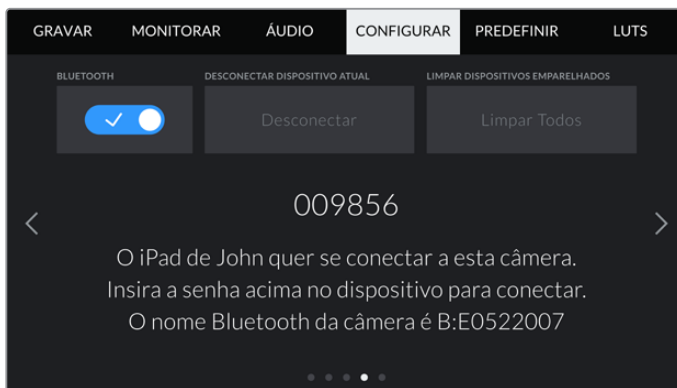 GRAVAR MONITORAR ÁUDIO CONFIGURAR PREDEFINIR LUTS
BLUETOOTH DESCONECTAR DISPOSITIVO ATUAL LIMPAR DISPOSITIVOS EMPARELHADOS
Desconectar Limpar Todos
009856
O iPad de John quer se conectar a esta câmera.
Insira a senha acima no dispositivo para conectar.
O nome Bluetooth da câmera é B:E0522007